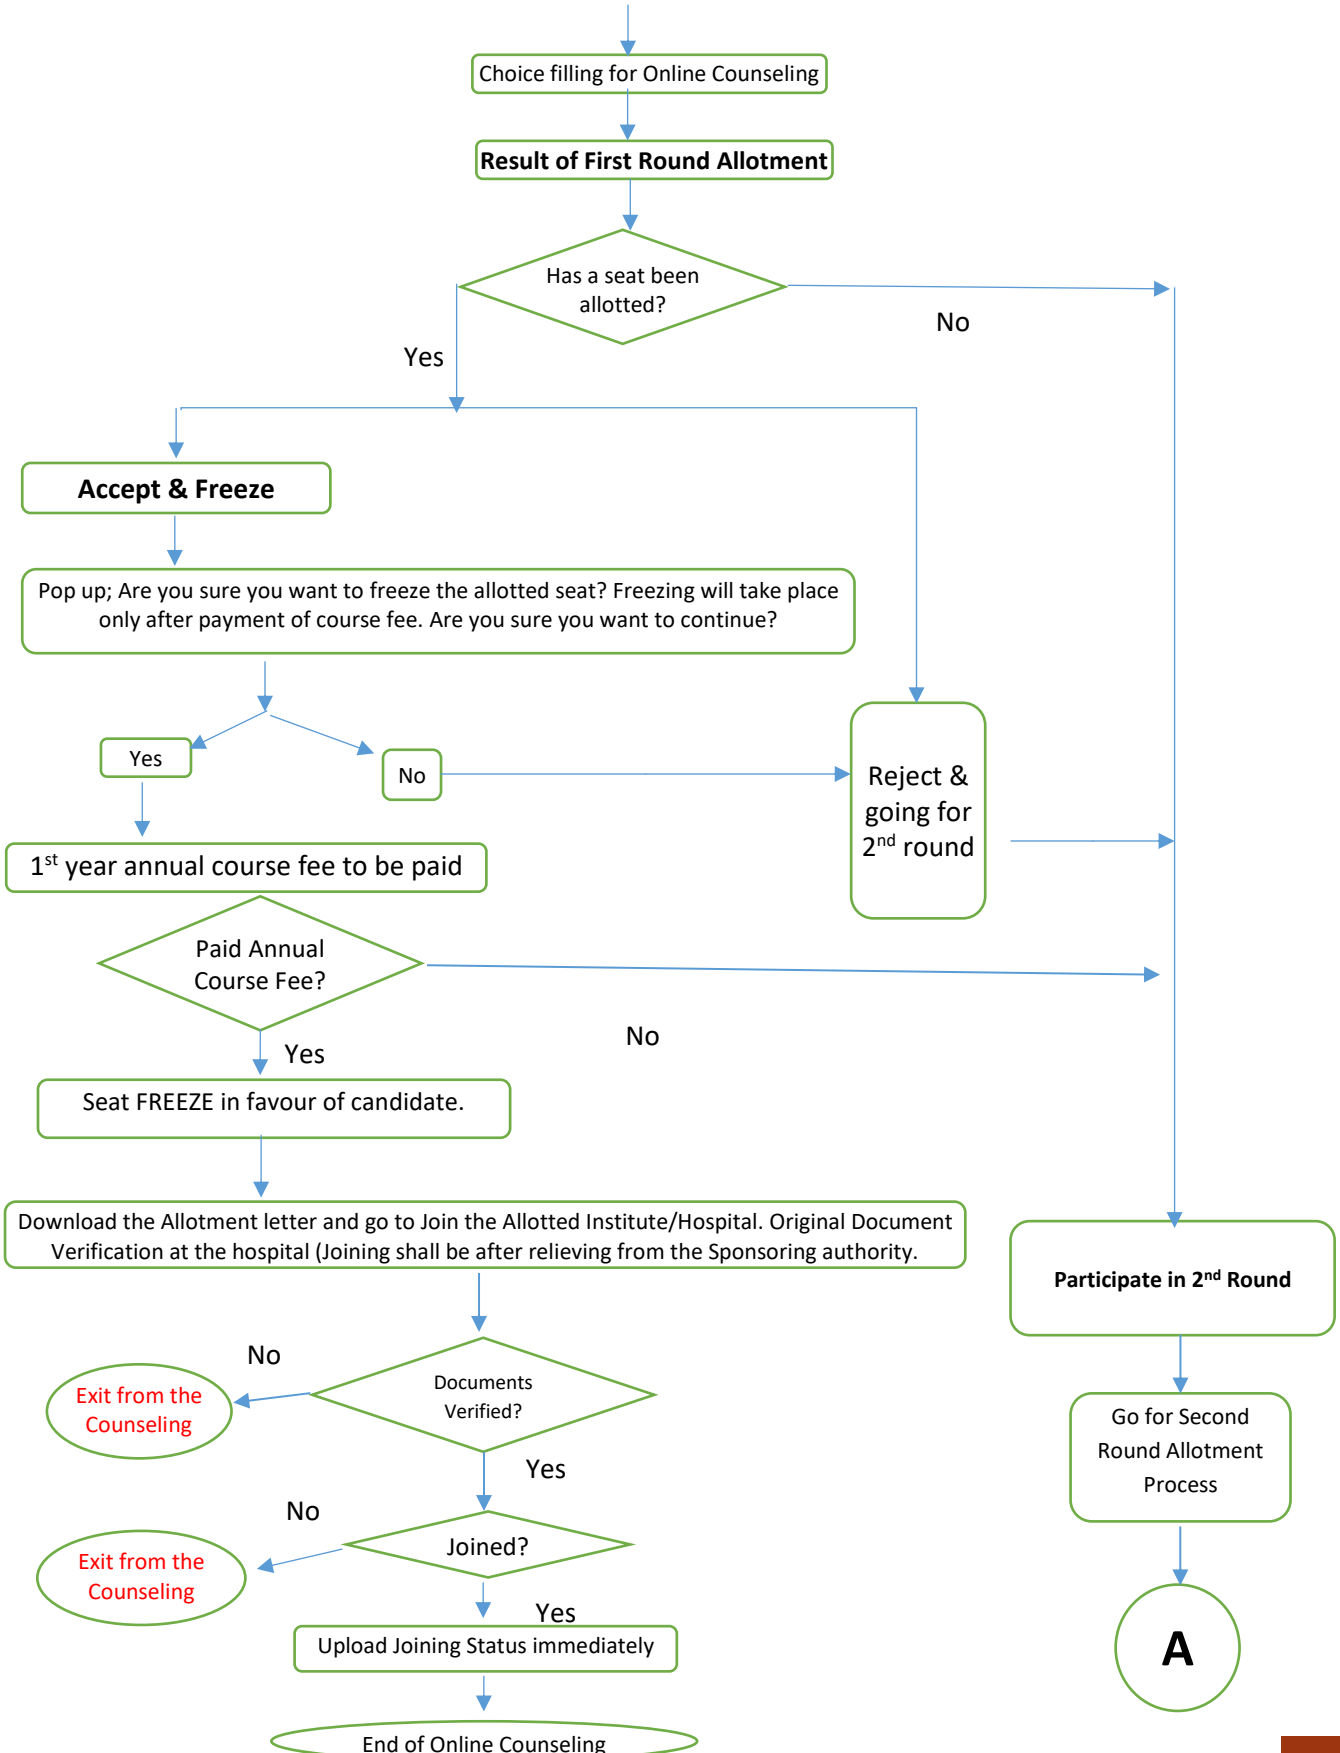 Choice filling for Online Counseling
Result of First Round Allotment
Has a seat been
allotted?
No
Yes
Accept & Freeze
Pop up; Are you sure you want to freeze the allotted seat? Freezing will take place
only after payment of course fee. Are you sure you want to continue?
Yes
No
Reject &
going for
2nd round
1st year annual course fee to be paid
Paid Annual
Course Fee?
No
Yes
Seat FREEZE in favour of candidate.
Download the Allotment letter and go to Join the Allotted Institute/Hospital. Original Document
Verification at the hospital (Joining shall be after relieving from the Sponsoring authority.
Participate in 2nd Round
No
Documents
Verified?
Exit from the
Counseling
Go for Second
Round Allotment
Process
Yes
No
Joined?
Exit from the
Counseling
Yes
Upload Joining Status immediately
A
End of Online Counseling